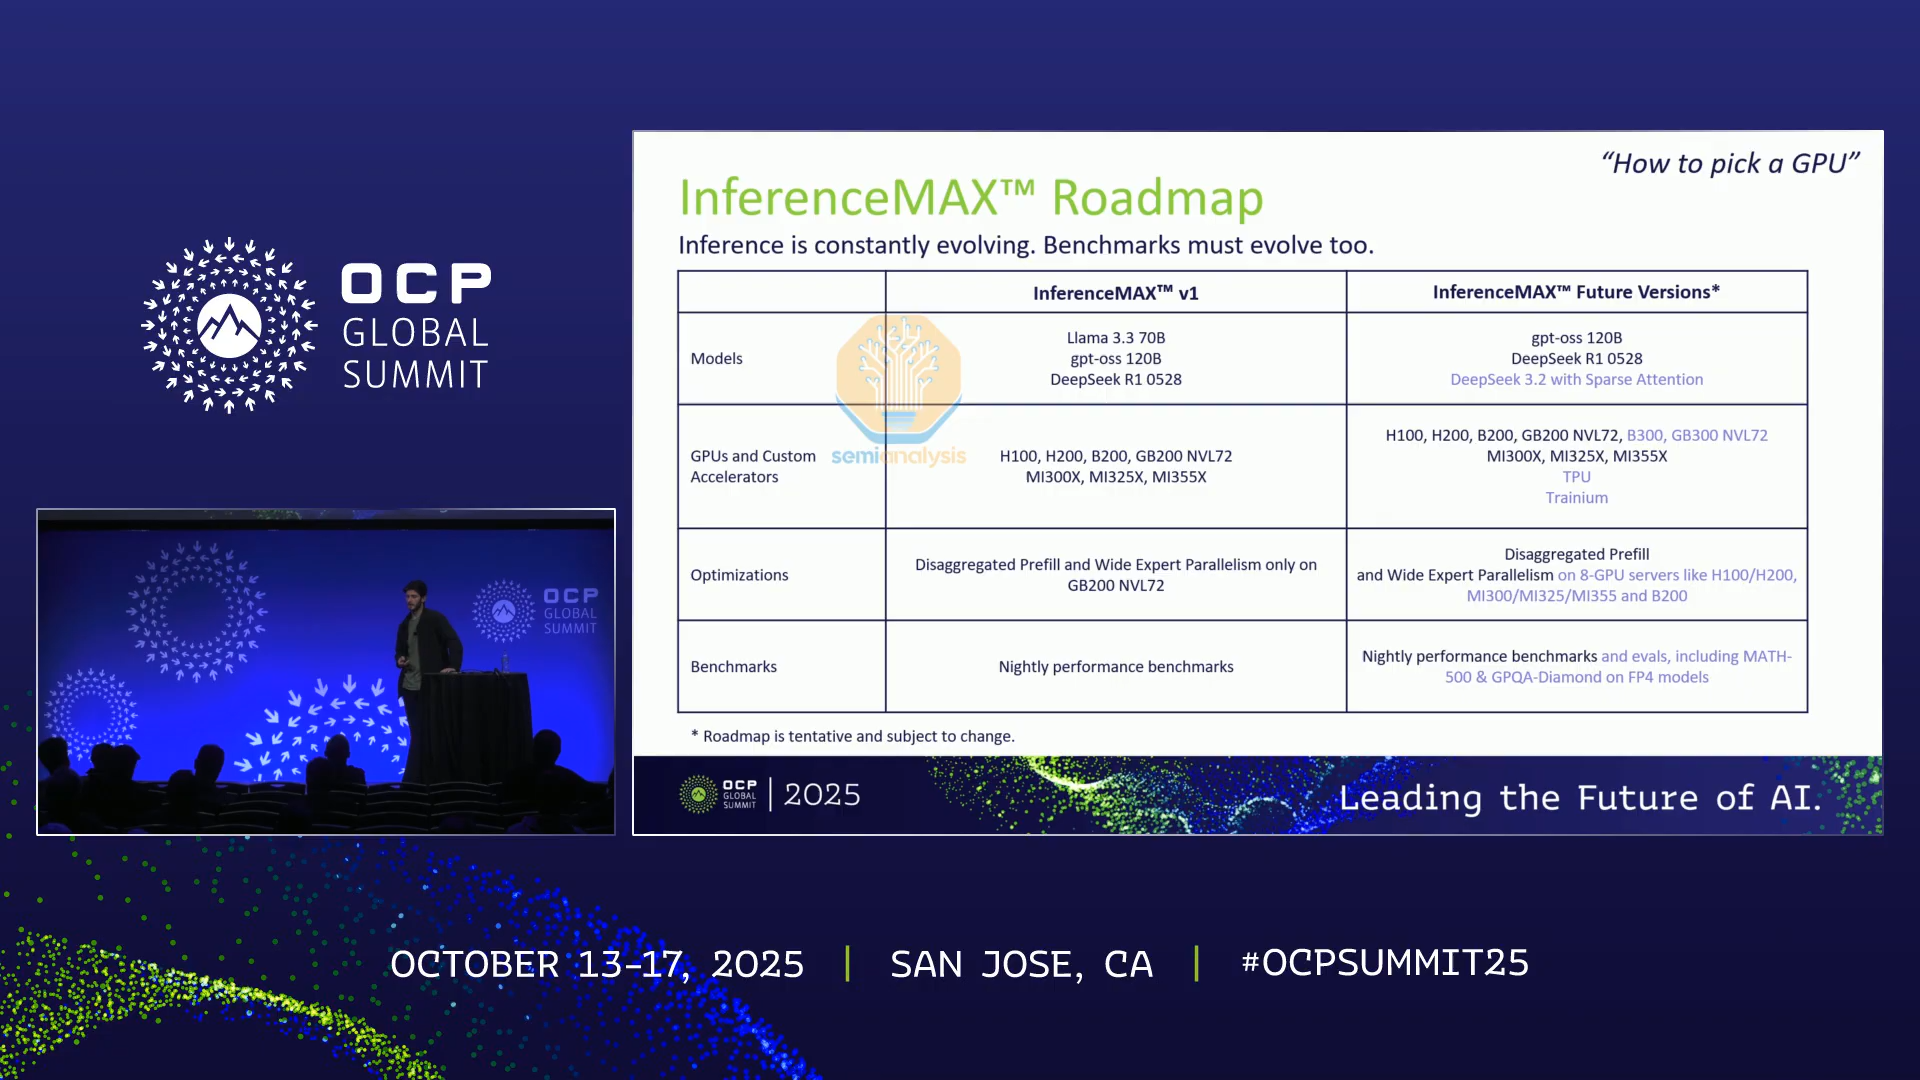 OCP
GLOBAL
SUMMIT
OCP
GLOBAL
SUMMIT
"How to pick a GPU"
InferenceMAX™ Roadmap
Inference is constantly evolving. Benchmarks must evolve too.
InferenceMAX™ v1
InferenceMAX™ Future Versions*
Models
Llama 3.3 70B
gpt-oss 120B
DeepSeek R1 0528
gpt-oss 120B
DeepSeek R1 0528
DeepSeek 3.2 with Sparse Attention
semianalysis
GPUs and Custom
Accelerators
H100, H200, B200, GB200 NVL72
MI300X, MI325X, MI355X
H100, H200, B200, GB200 NVL72, B300, GB300 NVL72
MI300X, MI325X, MI355X
TPU
Trainium
Optimizations
Disaggregated Prefill and Wide Expert Parallelism only on
GB200 NVL72
Disaggregated Prefill
and Wide Expert Parallelism on 8-GPU servers like H100/H200,
MI300/MI325/MI355 and B200
Benchmarks
Nightly performance benchmarks
Nightly performance benchmarks and evals, including MATH-
500 & GPQA-Diamond on FP4 models
* Roadmap is tentative and subject to change.
OCP
GLOBAL
SUMMIT
2025
Leading the Future of AI.
OCTOBER 13-17, 2025 | SAN JOSE, CA | #OCPSUMMIT25